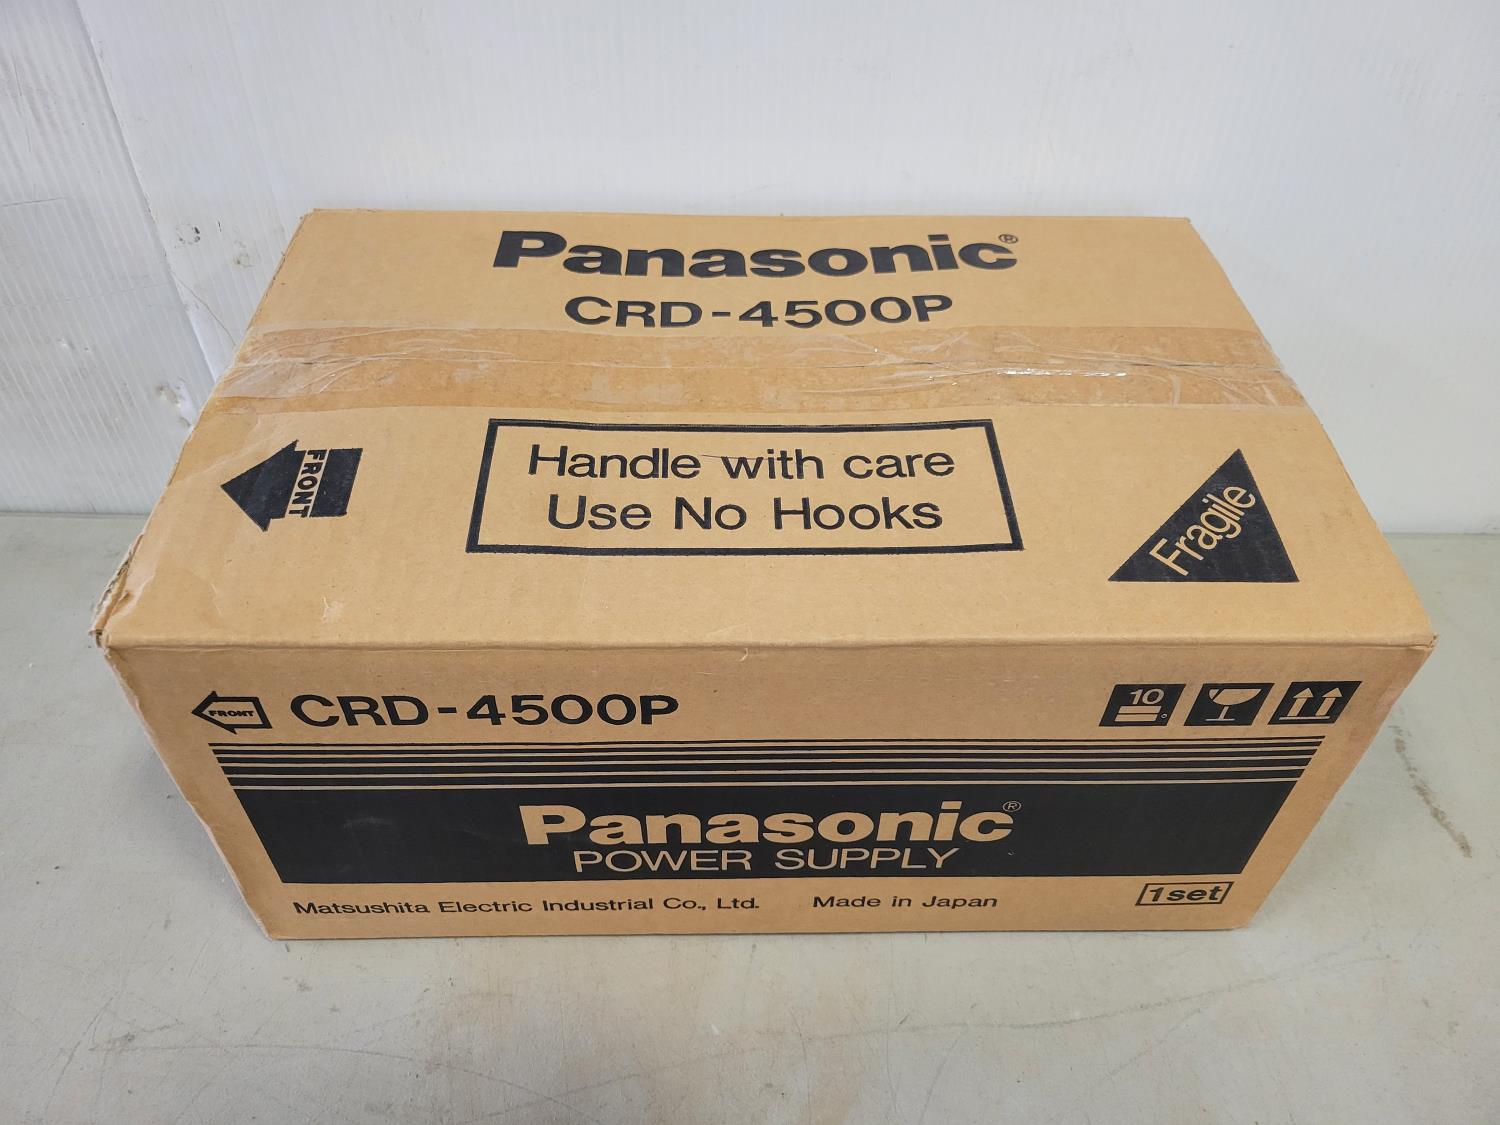 Panasonic®
CRD-4500P
FRONT
Handle with care
Use No Hooks
Fragile
FRONT
CRD-4500P
10
Panasonic®
POWER SUPPLY
Matsushita Electric Industrial Co., Ltd. Made in Japan
1set